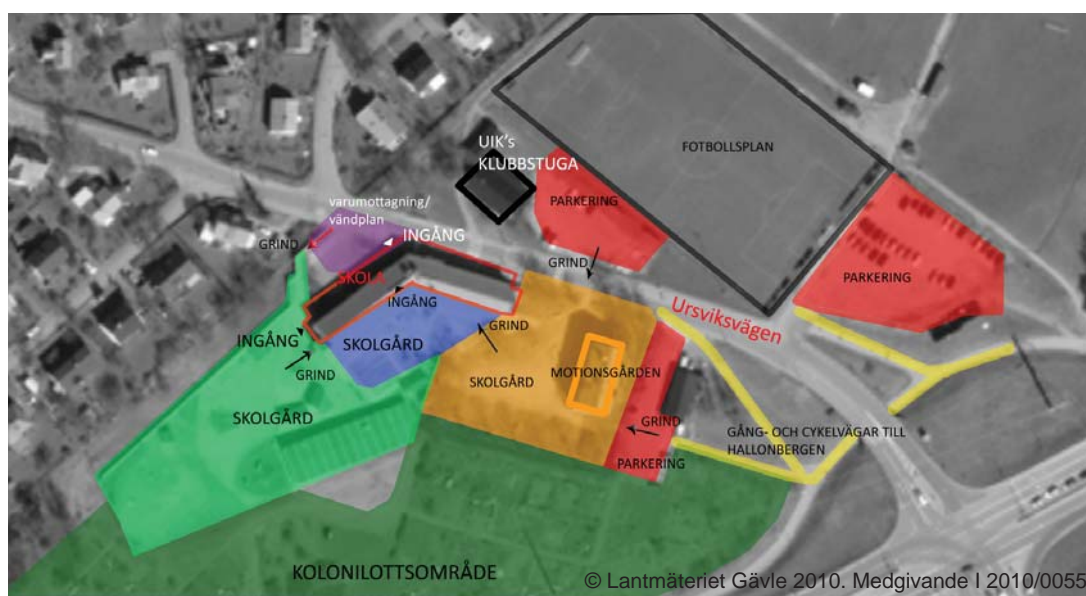 UIK's
KLUBBSTUGA
FOTBOLLSPLAN
varumottagning/
vändplan
PARKERING
GRIND
INGÅNG
GRIND
PARKERING
SKOLA
INGÅNG
Ursviksvägen
INGÅNG
GRIND
SKOLGÅRD
GRIND
SKOLGÅRD
MOTIONSGÅRDEN
SKOLGÅRD
GRIND
GÅNG- OCH CYKELVÄGAR TILL
HALLONBERGEN
PARKERING
KOLONILOTTSOMRÅDE
© Lantmäteriet Gävle 2010. Medgivande I 2010/0055